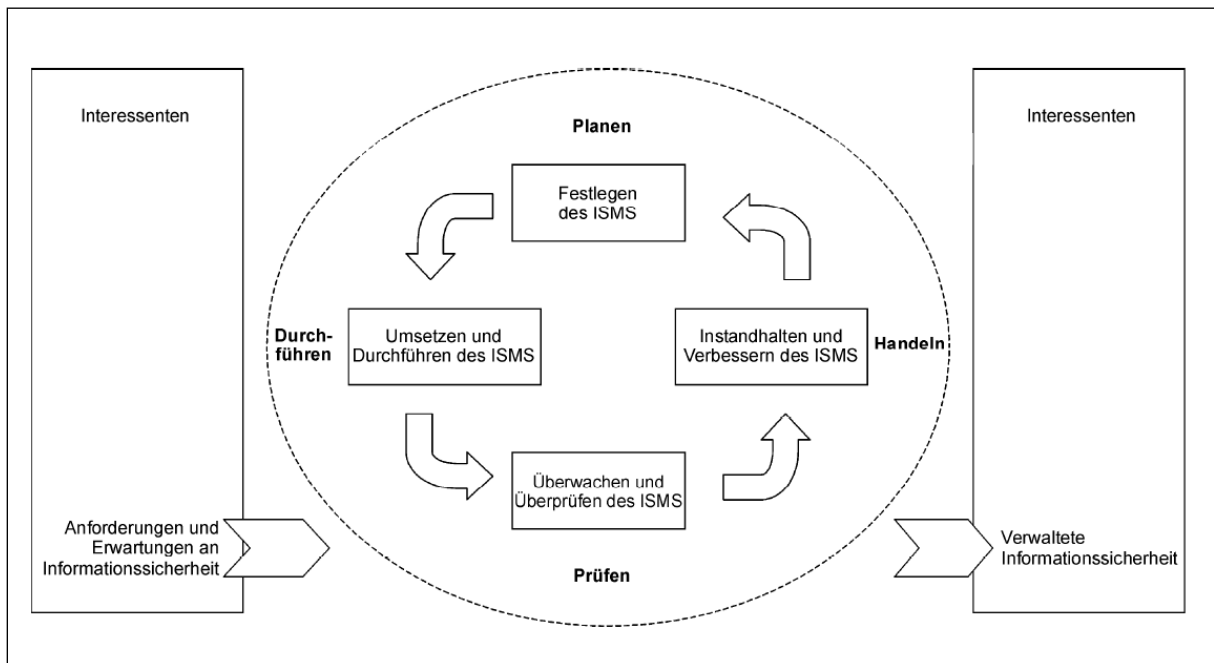 Interessenten
Planen
Festlegen
des ISMS
Durch-
führen
Umsetzen und
Durchführen des ISMS
Instandhalten und
Verbessern des ISMS
Handeln
Überwachen und
Überprüfen des ISMS
Prüfen
Anforderungen und
Erwartungen an
Informationssicherheit
Interessenten
Verwaltete
Informationssicherheit